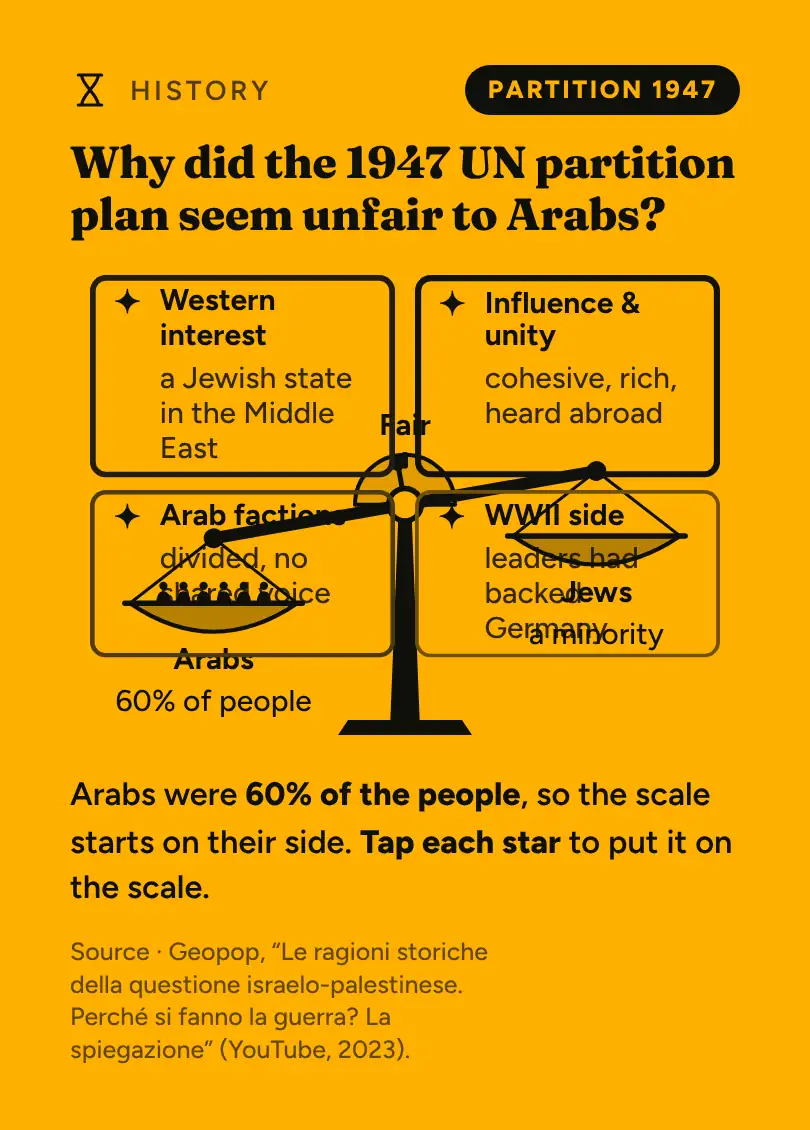 HISTORY
PARTITION 1947
Why did the 1947 UN partition
plan seem unfair to Arabs?
Western
interest
a Jewish state
in the Middle
East
Influence &
unity
cohesive, rich,
heard abroad
Fair
Arab factions
divided, no
shared voice
WWII side
leaders had
backed
Germany
Jews
a minority
Arabs
60% of people
Arabs were 60% of the people, so the scale
starts on their side. Tap each star to put it on
the scale.
Source · Geopop, “Le ragioni storiche
della questione israelo-palestinese.
Perché si fanno la guerra? La
spiegazione” (YouTube, 2023).